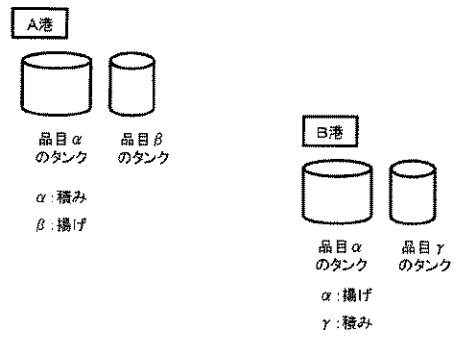 A港
品目α
のタンク
品目β
のタンク
α:積み
β:揚げ
B港
品目α
のタンク
品目γ
のタンク
α:揚げ
γ:積み